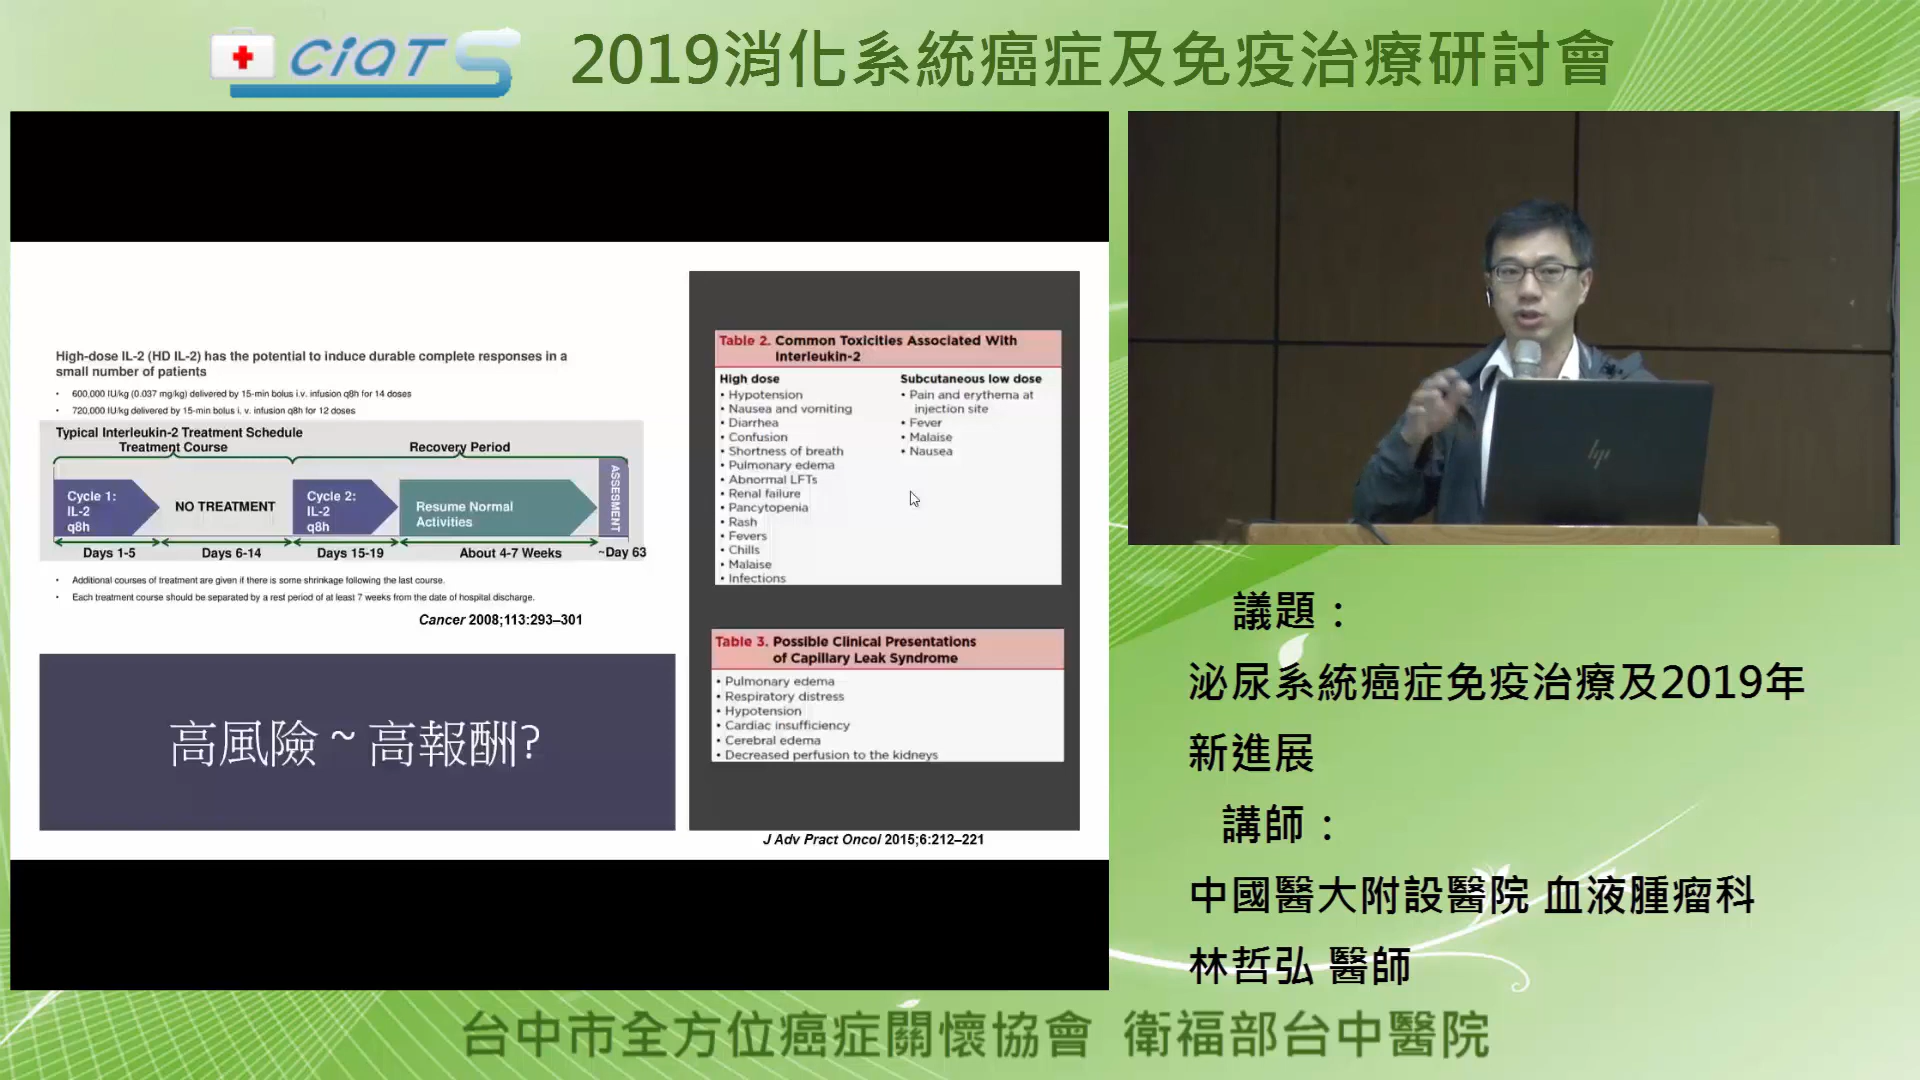 CiATS 2019消化系統癌症及免疫治療研討會
High-dose IL-2 (HD IL-2) has the potential to induce durable complete responses in a
small number of patients
• 600,000 IU/kg (0.037 mg/kg) delivered by 15-min bolus i.v. infusion q8h for 14 doses
• 720,000 IU/kg delivered by 15-min bolus i. v. infusion q8h for 12 doses
Typical Interleukin-2 Treatment Schedule
Treatment Course
Recovery Period
Cycle 1:
IL-2
q8h
NO TREATMENT
Cycle 2:
IL-2
q8h
Resume Normal
Activities
ASSESMENT
Days 1-5
Days 6-14
Days 15-19
About 4-7 Weeks
~Day 63
• Additional courses of treatment are given if there is some shrinkage following the last course.
• Each treatment course should be separated by a rest period of at least 7 weeks from the date of hospital discharge.
Cancer 2008;113:293–301
高風險 ~ 高報酬?
Table 2. Common Toxicities Associated With
Interleukin-2
High dose
• Hypotension
• Nausea and vomiting
• Diarrhea
• Confusion
• Shortness of breath
• Pulmonary edema
• Abnormal LFTs
• Renal failure
• Pancytopenia
• Rash
• Fevers
• Chills
• Malaise
• Infections
Subcutaneous low dose
• Pain and erythema at
injection site
• Fever
• Malaise
• Nausea
Table 3. Possible Clinical Presentations
of Capillary Leak Syndrome
• Pulmonary edema
• Respiratory distress
• Hypotension
• Cardiac insufficiency
• Cerebral edema
• Decreased perfusion to the kidneys
J Adv Pract Oncol 2015;6:212–221
hp
議題：
泌尿系統癌症免疫治療及2019年
新進展
講師：
中國醫大附設醫院 血液腫瘤科
林哲弘 醫師
台中市全方位癌症關懷協會 衛福部台中醫院